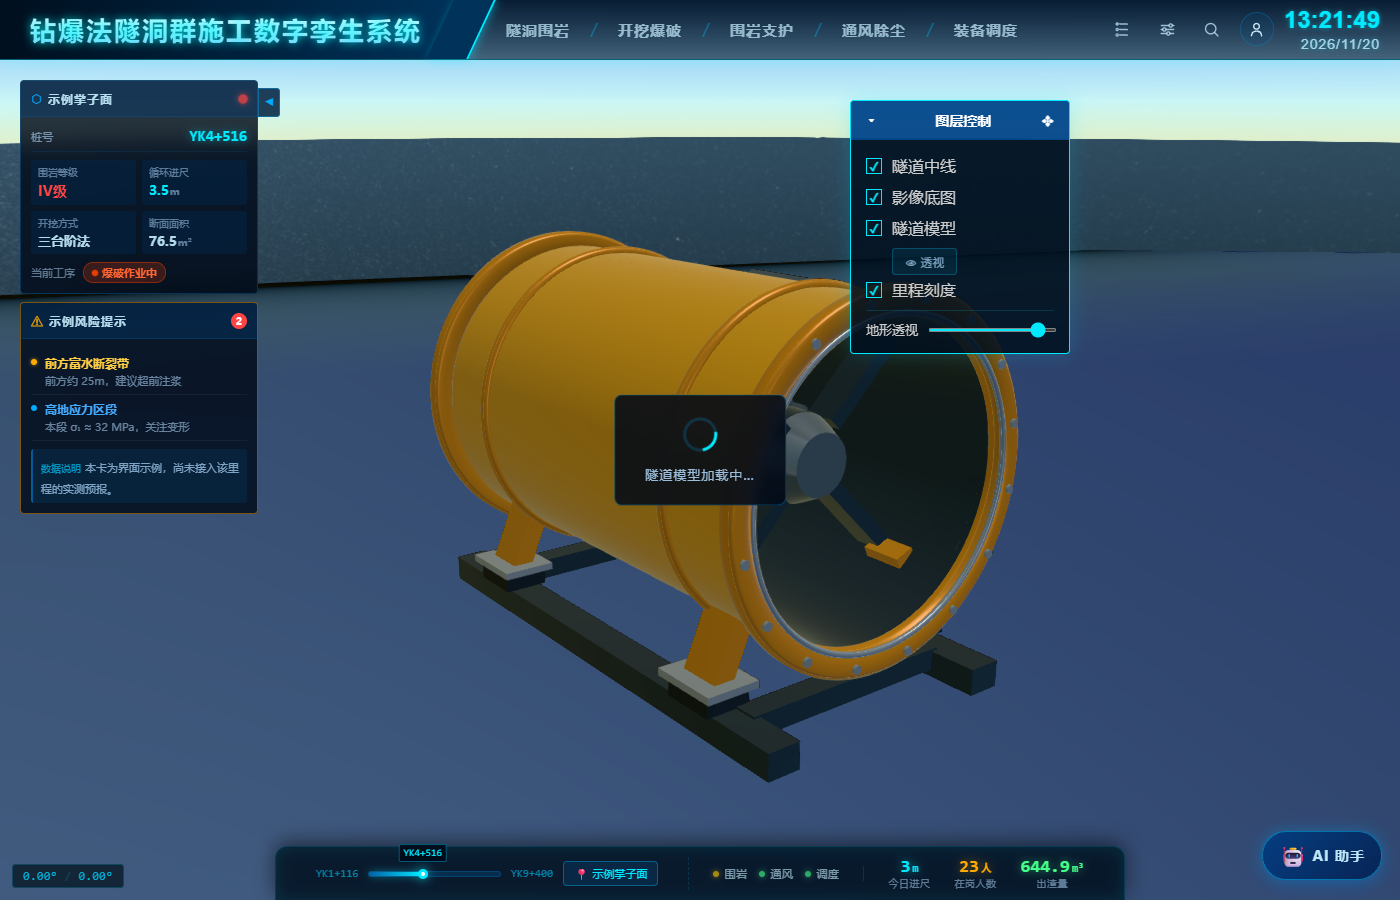 钻爆法隧洞群施工数字孪生系统
隧洞围岩 / 开挖爆破 / 围岩支护 / 通风除尘 / 装备调度
13:21:49
2026/11/20
示例掌子面
桩号 YK4+516
围岩等级 循环进尺
IV级 3.5m
开挖方式 断面面积
三台阶法 76.5m²
当前工序 爆破作业中
示例风险提示 2
前方富水断裂带
前方约 25m，建议超前注浆
高地应力区段
本段 σ₁ ≈ 32 MPa，关注变形
数据说明 本卡为界面示例，尚未接入该里
程的实测预报。
图层控制
隧道中线
影像底图
隧道模型
透视
里程刻度
地形透视
隧道模型加载中...
0.00° / 0.00°
YK4+516
YK1+116 YK9+400 示例掌子面
围岩 通风 调度
3m 23人 644.9m³
今日进尺 在岗人数 出渣量
AI 助手